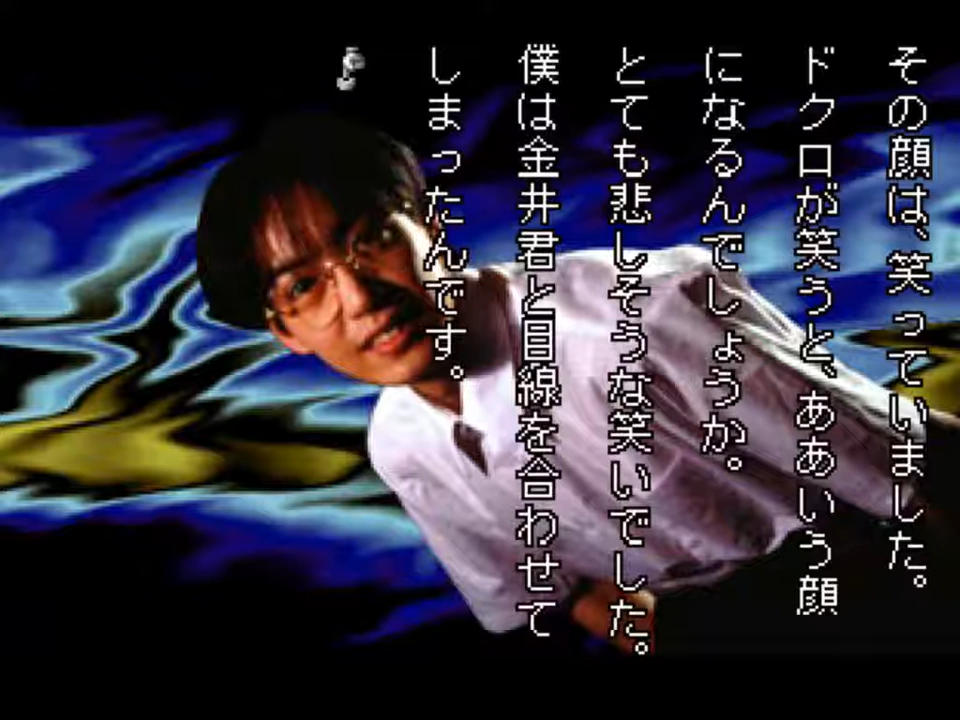 その顔は、笑っていました。
ドクロが笑うと、ああいう顔
になるんでしょうか。
とても悲しそうな笑いでした。
僕は金井君と目線を合わせて
しまったんです。